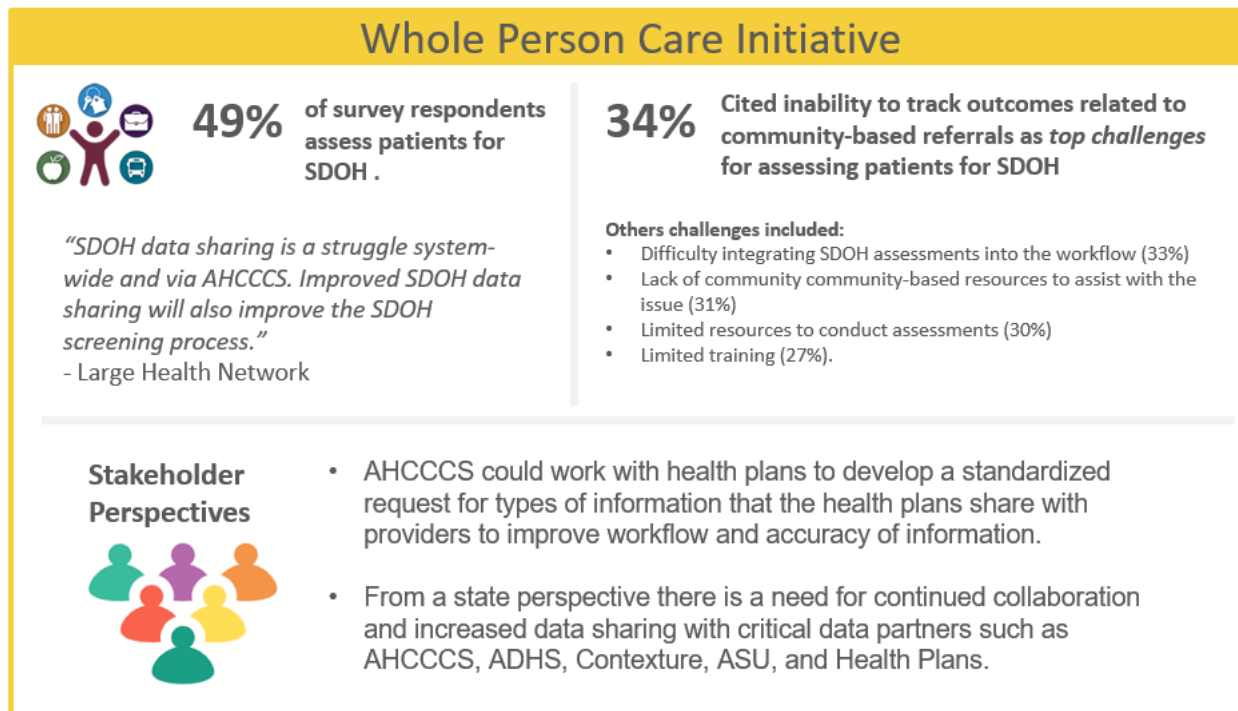 Whole Person Care Initiative
49%
of survey respondents
assess patients for
SDOH .
“SDOH data sharing is a struggle system-
wide and via AHCCCS. Improved SDOH data
sharing will also improve the SDOH
screening process.”
- Large Health Network
34%
Cited inability to track outcomes related to
community-based referrals as top challenges
for assessing patients for SDOH
Others challenges included:
• Difficulty integrating SDOH assessments into the workflow (33%)
• Lack of community community-based resources to assist with the
issue (31%)
• Limited resources to conduct assessments (30%)
• Limited training (27%).
Stakeholder
Perspectives
• AHCCCS could work with health plans to develop a standardized
request for types of information that the health plans share with
providers to improve workflow and accuracy of information.
• From a state perspective there is a need for continued collaboration
and increased data sharing with critical data partners such as
AHCCCS, ADHS, Contexture, ASU, and Health Plans.